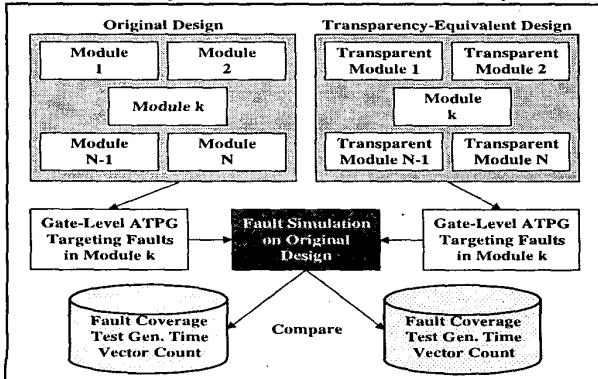 Original Design
Transparency-Equivalent Design
Module
1
Module
2
Module k
Module
N-1
Module
N
Transparent
Module 1
Transparent
Module 2
Module
k
Transparent
Module N-1
Transparent
Module N
Gate-Level ATPG
Targeting Faults
in Module k
Fault Simulation
on Original
Design
Gate-Level ATPG
Targeting Faults
in Module k
Fault Coverage
Test Gen. Time
Vector Count
Compare
Fault Coverage
Test Gen. Time
Vector Count